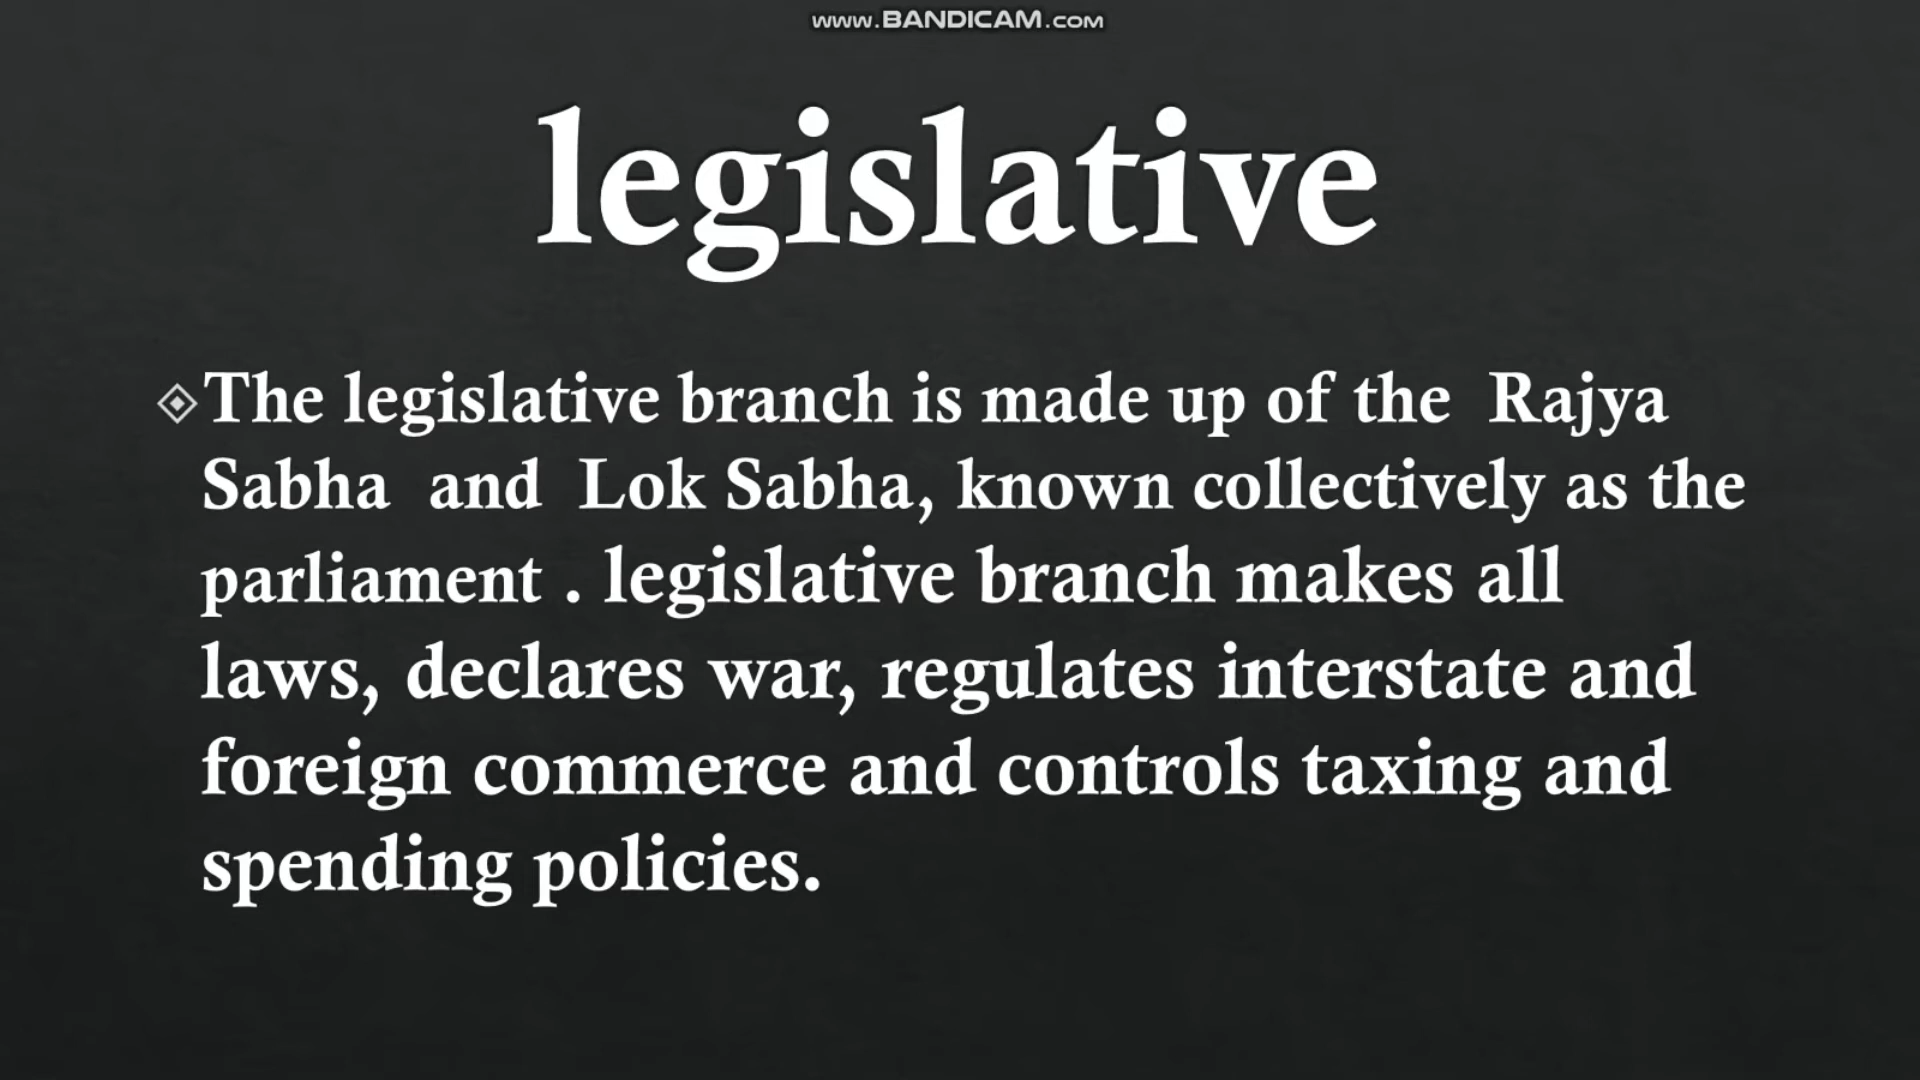 www.BANDICAM.com
legislative
The legislative branch is made up of the Rajya
Sabha and Lok Sabha, known collectively as the
parliament . legislative branch makes all
laws, declares war, regulates interstate and
foreign commerce and controls taxing and
spending policies.